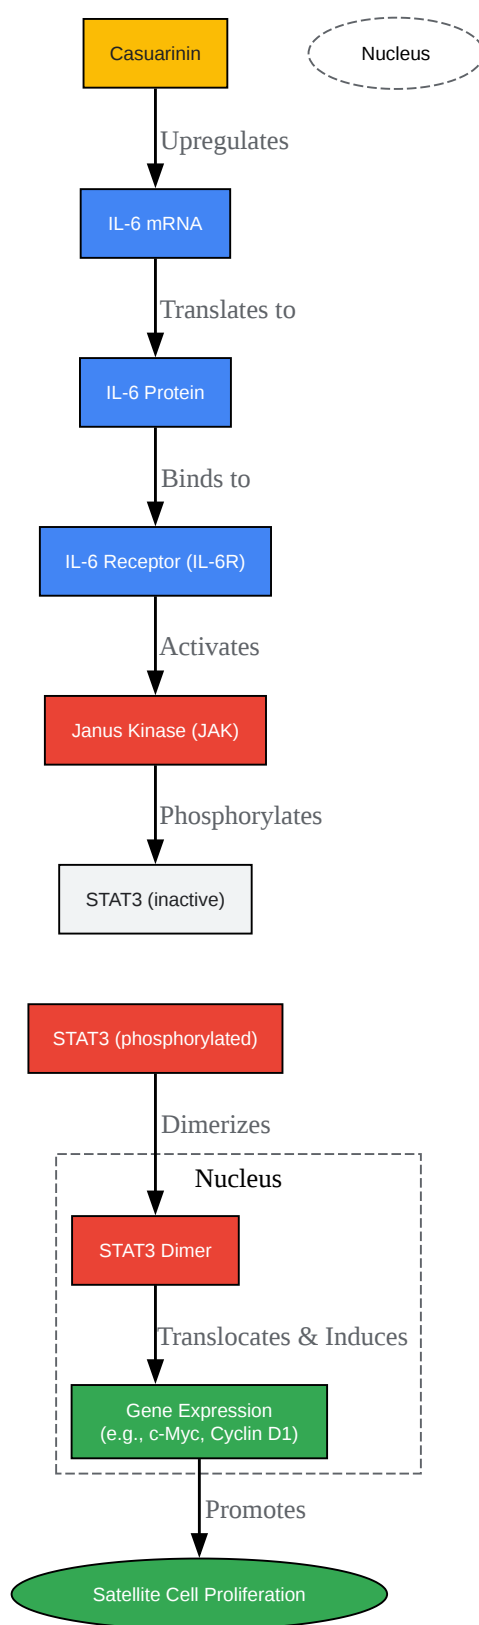 Casuarinin
Nucleus
Upregulates
IL-6 mRNA
Translates to
IL-6 Protein
Binds to
IL-6 Receptor (IL-6R)
Activates
Janus Kinase (JAK)
Phosphorylates
STAT3 (inactive)
STAT3 (phosphorylated)
Dimerizes
Nucleus
STAT3 Dimer
Translocates & Induces
Gene Expression
(e.g., c-Myc, Cyclin D1)
Promotes
Satellite Cell Proliferation